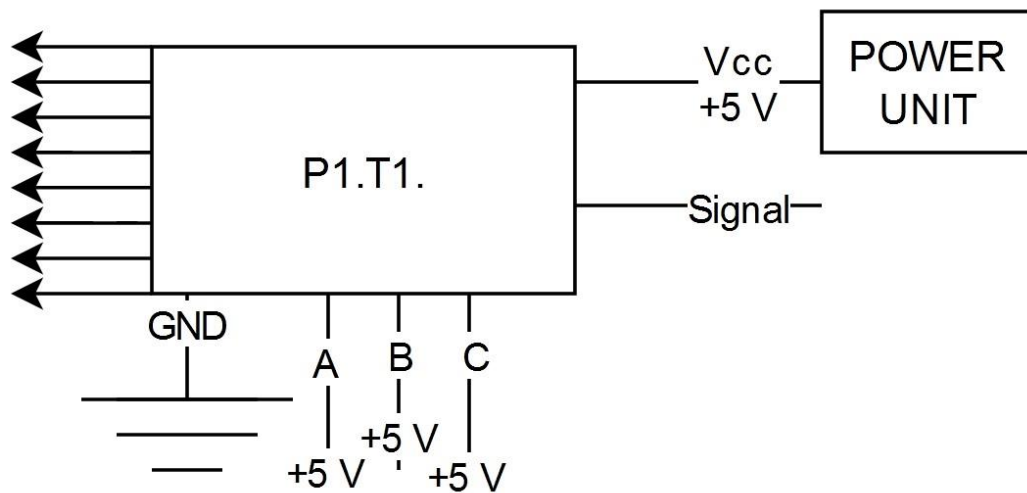 Vcc
+5 V
POWER
UNIT
P1.T1.
Signal
GND
A
B
C
+5 V
+5 V
+5 V